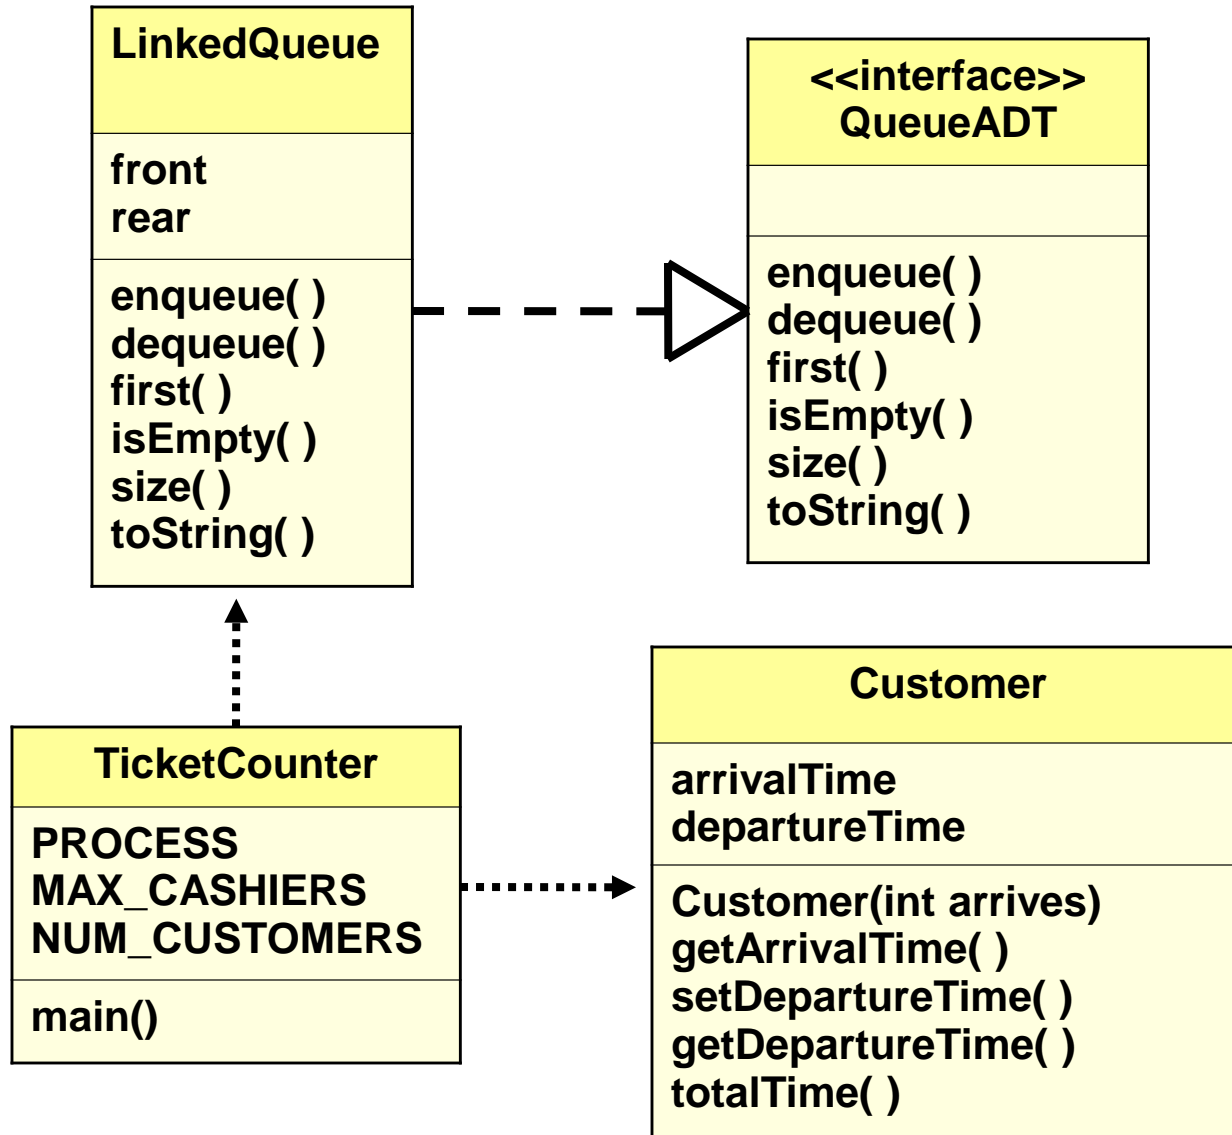 LinkedQueue
front
rear
enqueue( )
dequeue( )
first( )
isEmpty( )
size( )
toString( )
<<interface>>
QueueADT
enqueue( )
dequeue( )
first( )
isEmpty( )
size( )
toString( )
TicketCounter
PROCESS
MAX_CASHIERS
NUM_CUSTOMERS
main()
Customer
arrivalTime
departureTime
Customer(int arrives)
getArrivalTime( )
setDepartureTime( )
getDepartureTime( )
totalTime( )